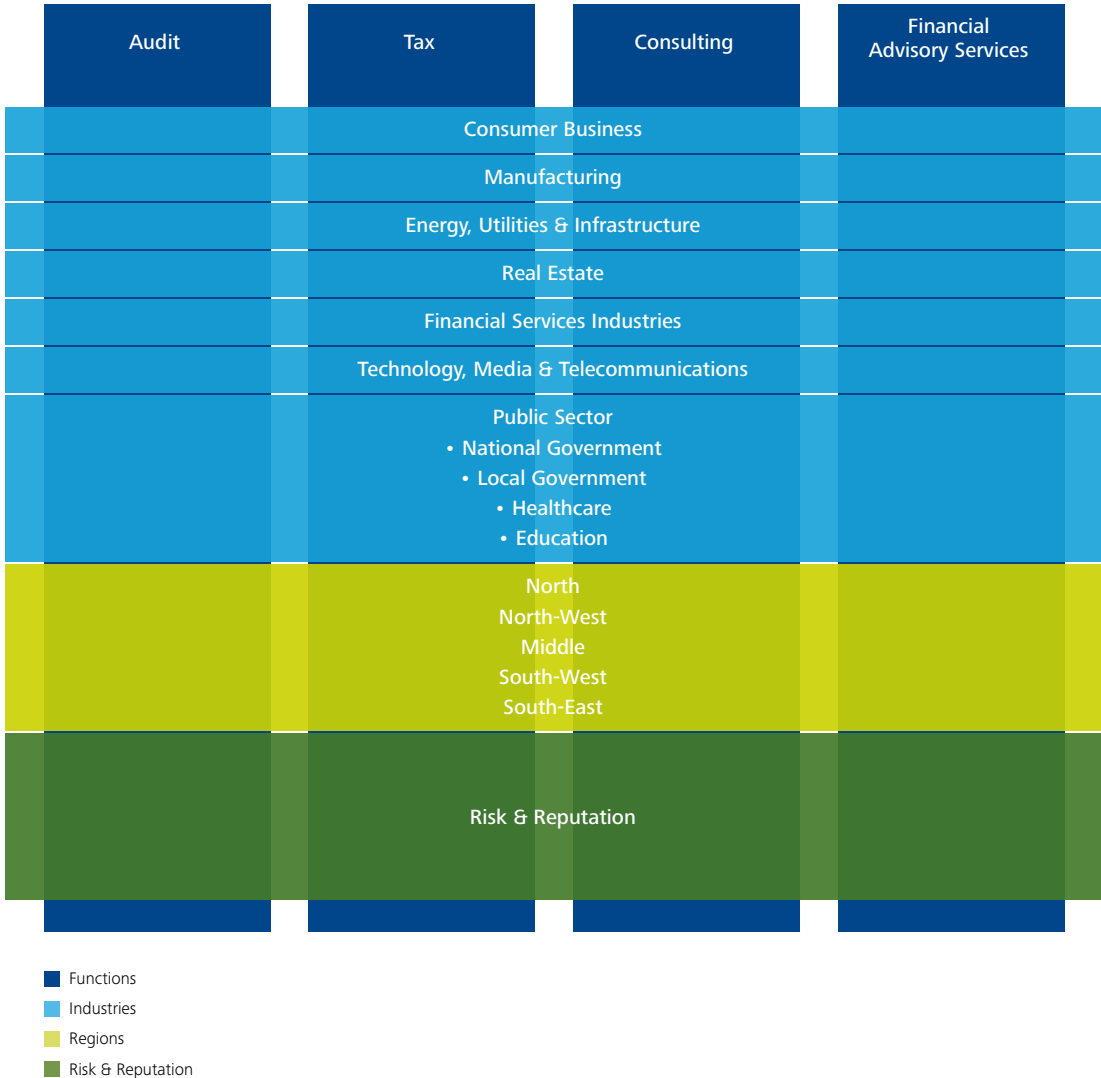 Audit
Tax
Consulting
Financial
Advisory Services
Consumer Business
Manufacturing
Energy, Utilities & Infrastructure
Real Estate
Financial Services Industries
Technology, Media & Telecommunications
Public Sector
• National Government
• Local Government
• Healthcare
• Education
North
North-West
Middle
South-West
South-East
Risk & Reputation
Functions
Industries
Regions
Risk & Reputation